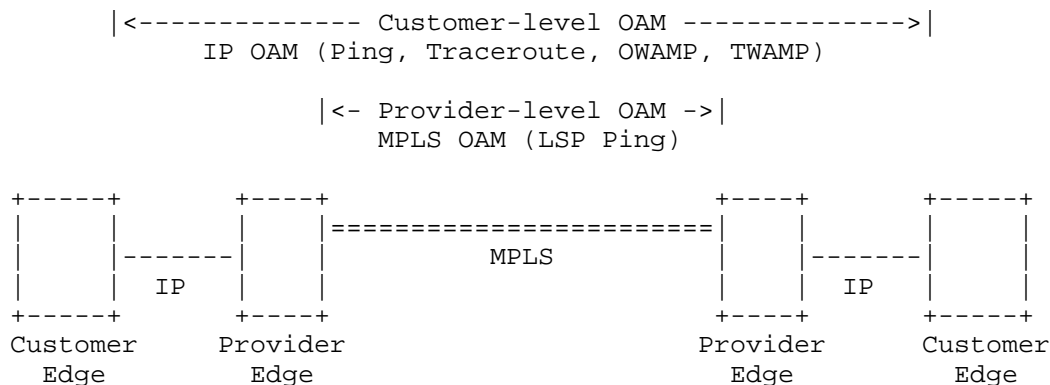 |<-------------- Customer-level OAM -------------->|
IP OAM (Ping, Traceroute, OWAMP, TWAMP)
|<- Provider-level OAM ->|
MPLS OAM (LSP Ping)
+-----+ +----+ +----+ +-----+
| | | |========================| | | |
| |-------| | MPLS | |-------| |
| | IP | | | | IP | |
+-----+ +----+ +----+ +-----+
Customer Provider Provider Customer
Edge Edge Edge Edge